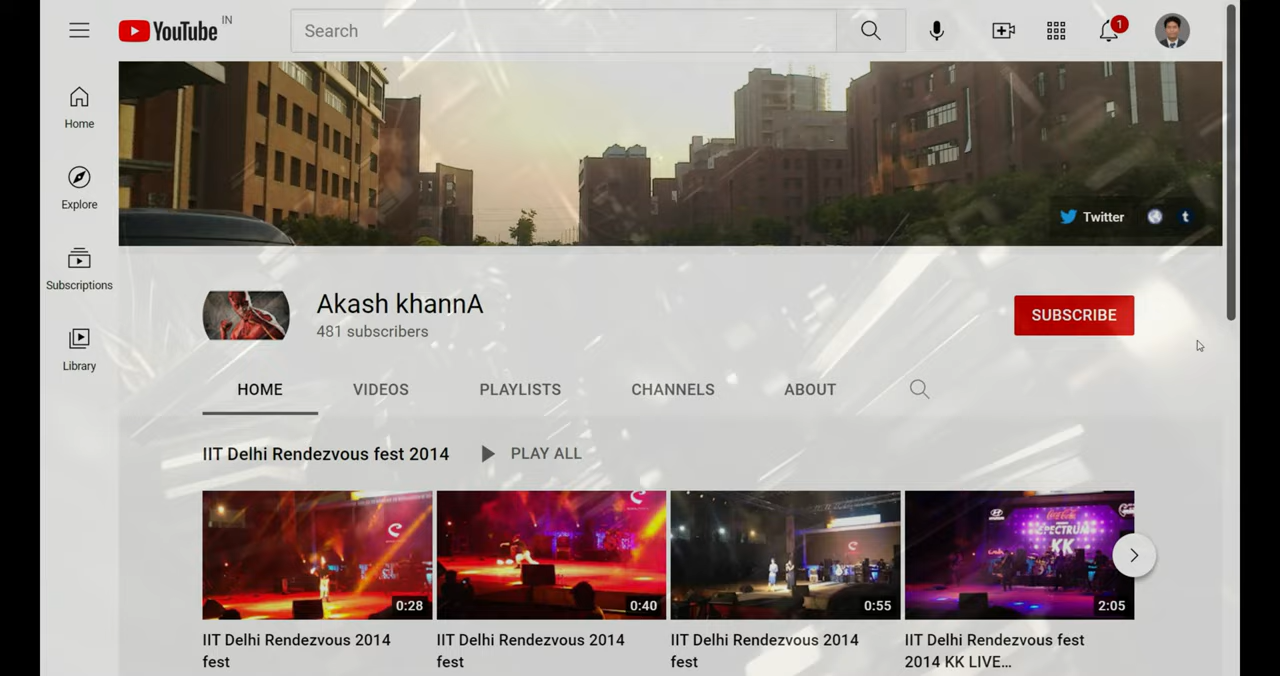 YouTube IN
Search
1
Home
Explore
Subscriptions
Library
Twitter
t
Akash khannA
481 subscribers
SUBSCRIBE
HOME VIDEOS PLAYLISTS CHANNELS ABOUT
IIT Delhi Rendezvous fest 2014 PLAY ALL
SPECTRUM
KK
0:28 0:40 0:55 2:05
IIT Delhi Rendezvous 2014
fest
IIT Delhi Rendezvous 2014
fest
IIT Delhi Rendezvous 2014
fest
IIT Delhi Rendezvous fest
2014 KK LIVE...